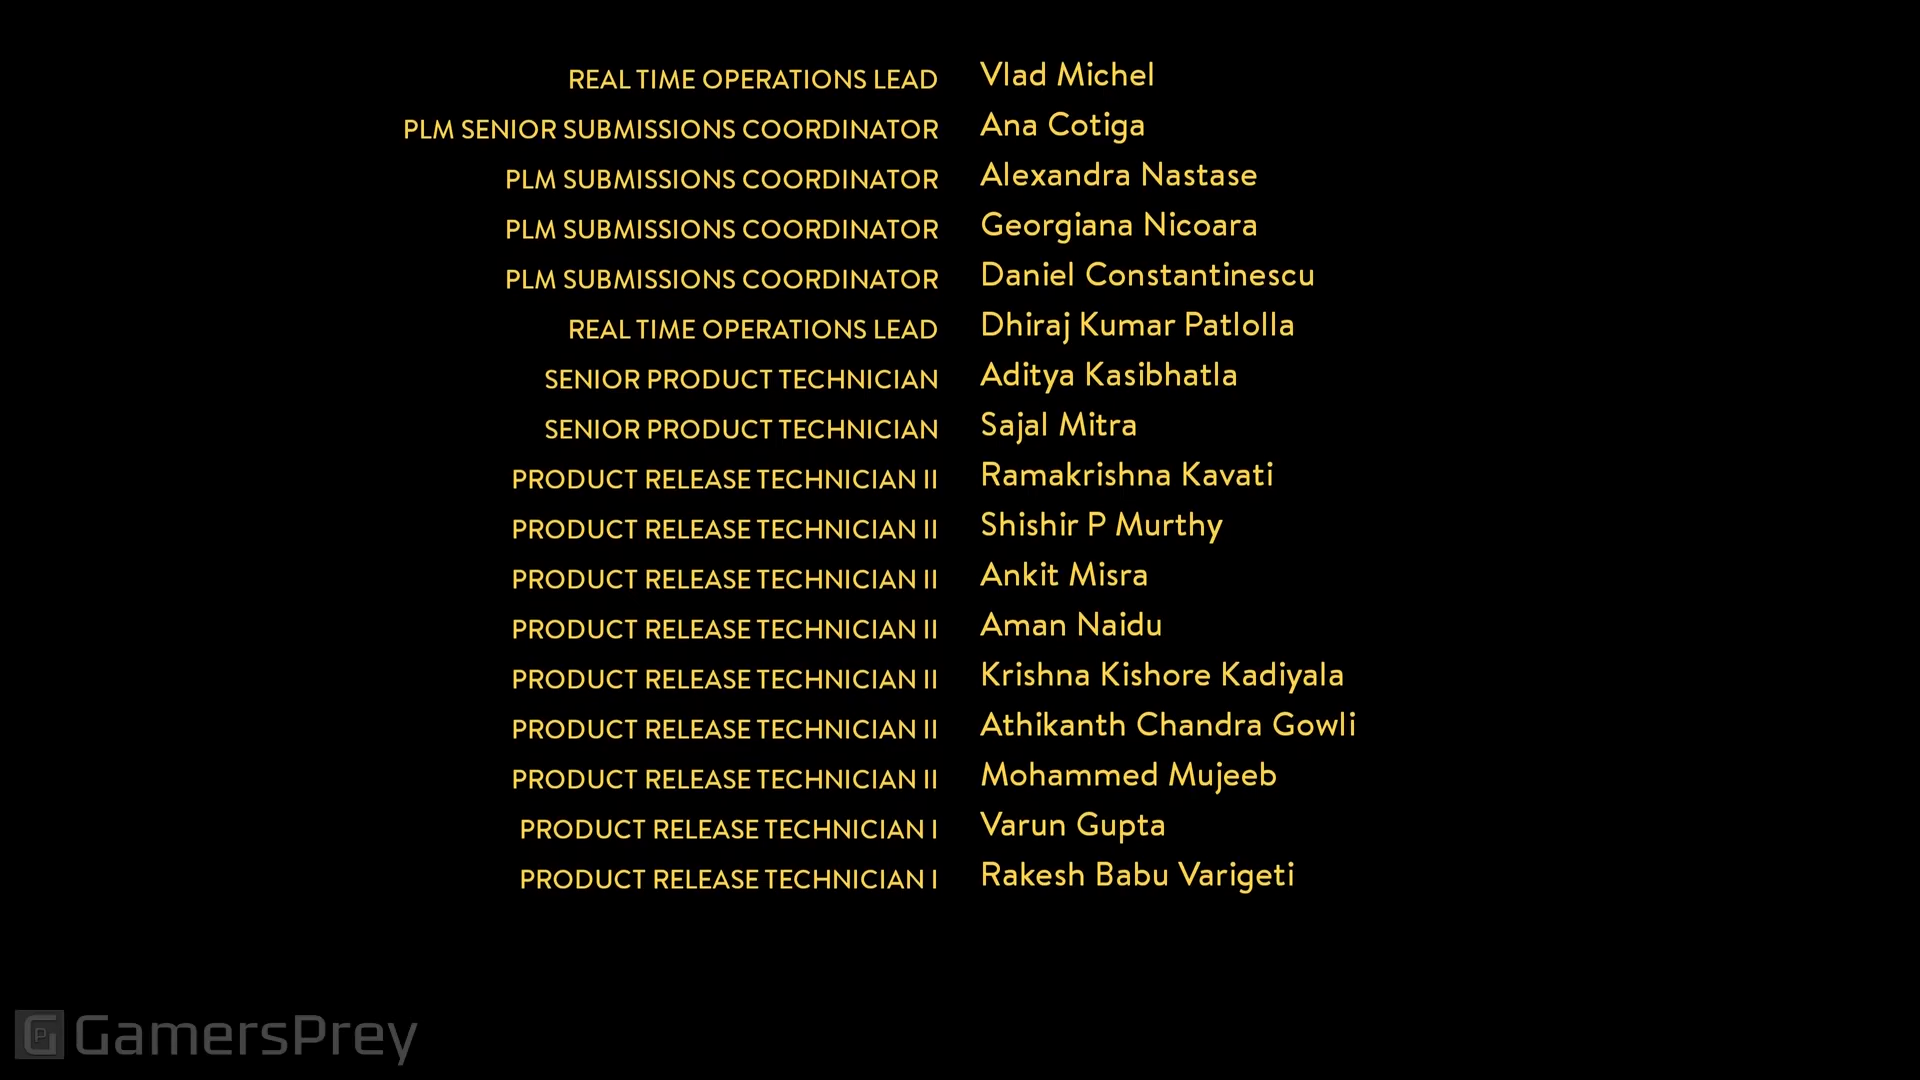 REAL TIME OPERATIONS LEAD Vlad Michel
PLM SENIOR SUBMISSIONS COORDINATOR Ana Cotiga
PLM SUBMISSIONS COORDINATOR Alexandra Nastase
PLM SUBMISSIONS COORDINATOR Georgiana Nicoara
PLM SUBMISSIONS COORDINATOR Daniel Constantinescu
REAL TIME OPERATIONS LEAD Dhiraj Kumar Patlolla
SENIOR PRODUCT TECHNICIAN Aditya Kasibhatla
SENIOR PRODUCT TECHNICIAN Sajal Mitra
PRODUCT RELEASE TECHNICIAN II Ramakrishna Kavati
PRODUCT RELEASE TECHNICIAN II Shishir P Murthy
PRODUCT RELEASE TECHNICIAN II Ankit Misra
PRODUCT RELEASE TECHNICIAN II Aman Naidu
PRODUCT RELEASE TECHNICIAN II Krishna Kishore Kadiyala
PRODUCT RELEASE TECHNICIAN II Athikanth Chandra Gowli
PRODUCT RELEASE TECHNICIAN II Mohammed Mujeeb
PRODUCT RELEASE TECHNICIAN I Varun Gupta
PRODUCT RELEASE TECHNICIAN I Rakesh Babu Varigeti
GamersPrey